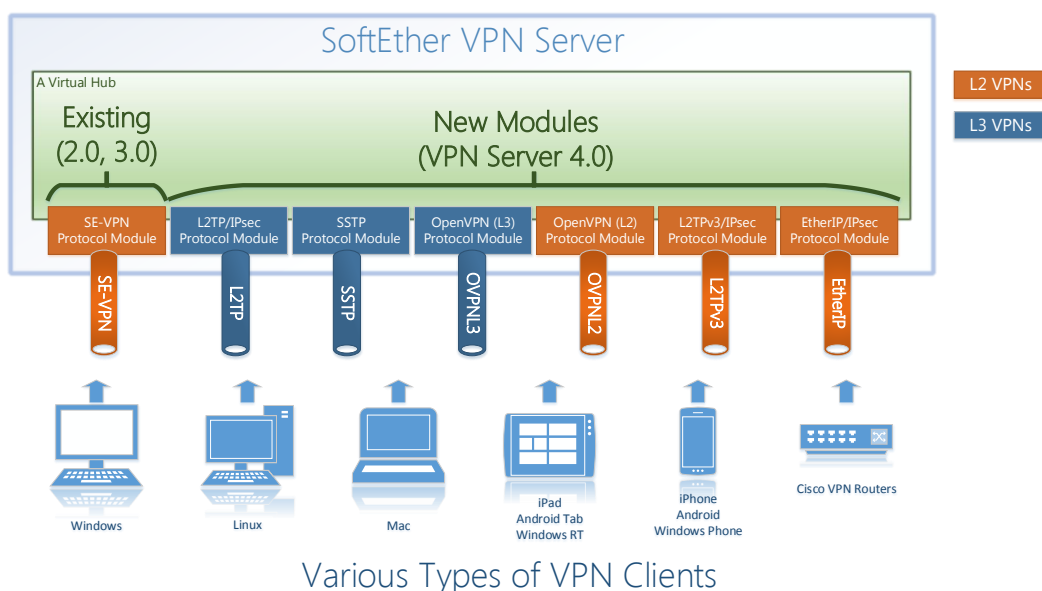 SoftEther VPN Server
A Virtual Hub
L2 VPNs
L3 VPNs
Existing
(2.0, 3.0)
New Modules
(VPN Server 4.0)
SE-VPN
Protocol Module
L2TP/IPsec
Protocol Module
SSTP
Protocol Module
OpenVPN (L3)
Protocol Module
OpenVPN (L2)
Protocol Module
L2TPv3/IPsec
Protocol Module
EtherIP/IPsec
Protocol Module
SE-VPN
L2TP
SSTP
OVPNL3
OVPNL2
L2TPv3
EtherIP
Windows
Linux
Mac
iPad
Android Tab
Windows RT
iPhone
Android
Windows Phone
Cisco VPN Routers
Various Types of VPN Clients